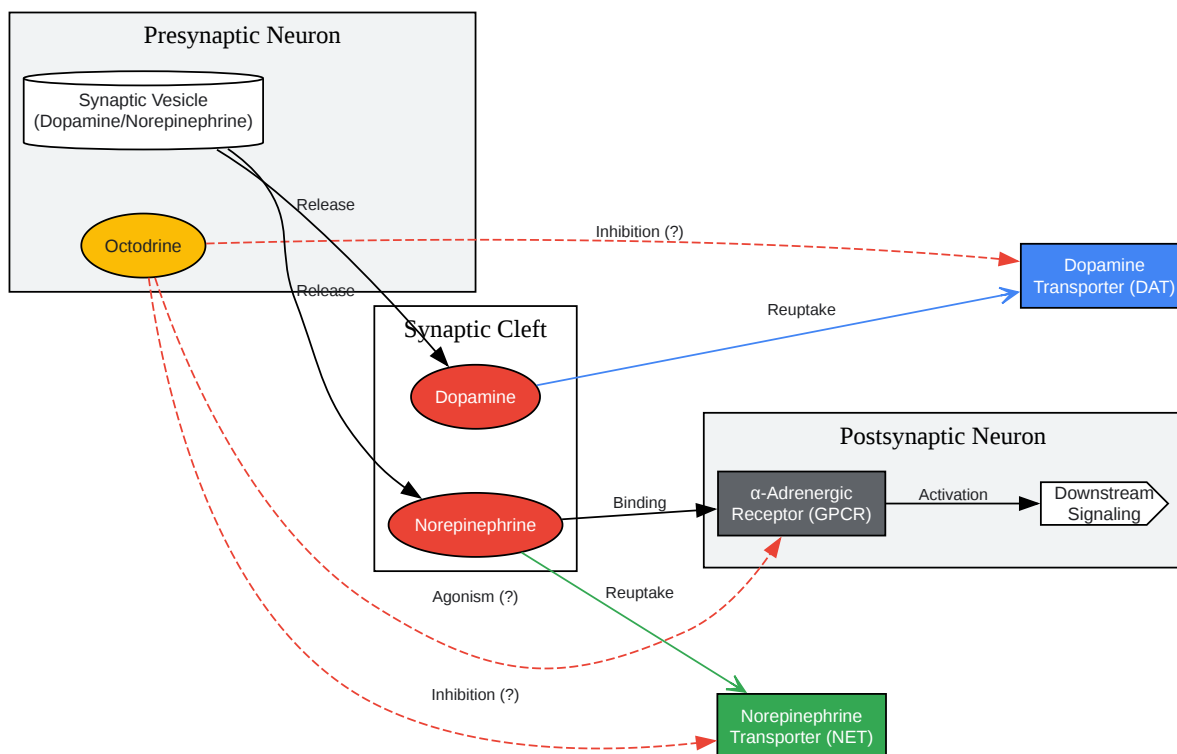 Presynaptic Neuron
Synaptic Vesicle
(Dopamine/Norepinephrine)
Release
Octodrine
Inhibition (?)
Dopamine
Transporter (DAT)
Release
Reuptake
Synaptic Cleft
Dopamine
Postsynaptic Neuron
α-Adrenergic
Receptor (GPCR)
Activation
Downstream
Signaling
Binding
Norepinephrine
Agonism (?)
Reuptake
Inhibition (?)
Norepinephrine
Transporter (NET)